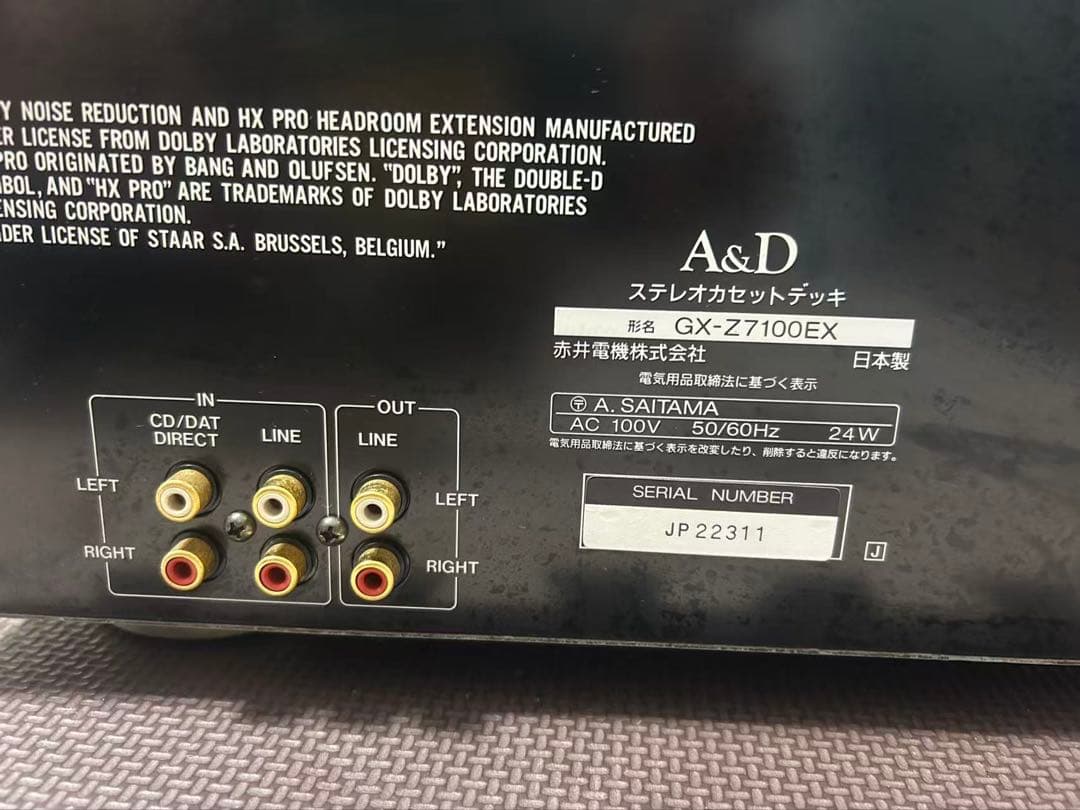 Y NOISE REDUCTION AND HX PRO HEADROOM EXTENSION MANUFACTURED
ER LICENSE FROM DOLBY LABORATORIES LICENSING CORPORATION.
PRO ORIGINATED BY BANG AND OLUFSEN. "DOLBY", THE DOUBLE-D
BOL, AND "HX PRO" ARE TRADEMARKS OF DOLBY LABORATORIES
ENSING CORPORATION.
DER LICENSE OF STAAR S.A. BRUSSELS, BELGIUM."
A&D
ステレオカセットデッキ
形名 GX-Z7100EX
赤井電機株式会社 日本製
電気用品取締法に基づく表示
〒 A. SAITAMA
AC 100V 50/60Hz 24W
電気用品取締法に基づく表示を改変したり、削除すると違反になります。
SERIAL NUMBER
JP22311
J
IN
CD/DAT
DIRECT
LINE
OUT
LINE
LEFT
LEFT
RIGHT
RIGHT